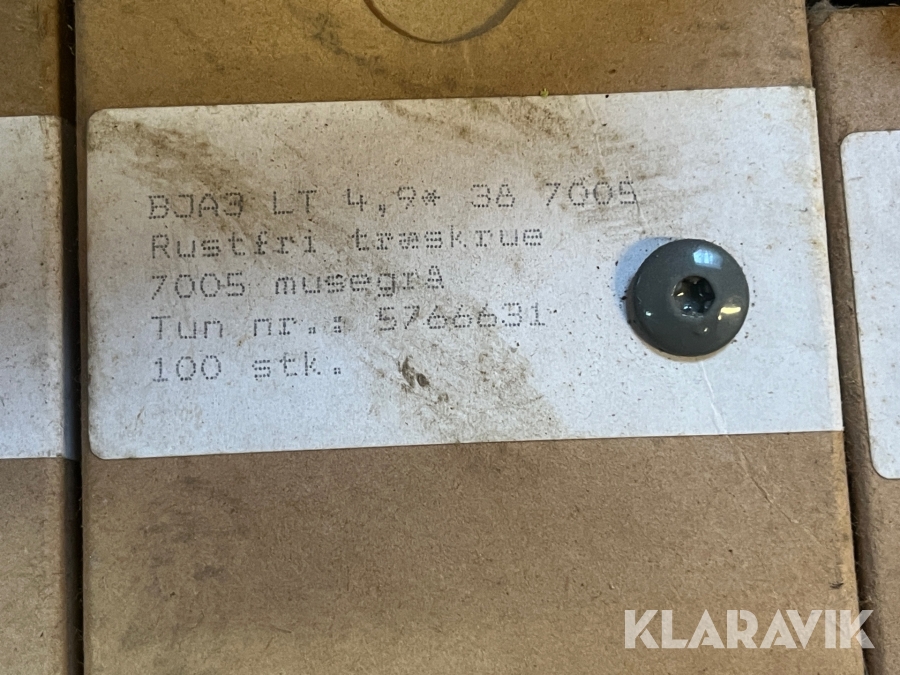 BJA3 LT 4,9* 38 7005
Rustfri træskrue
7005 musegrå
Tun nr.: 5766631
100 stk.
KLARAVIK